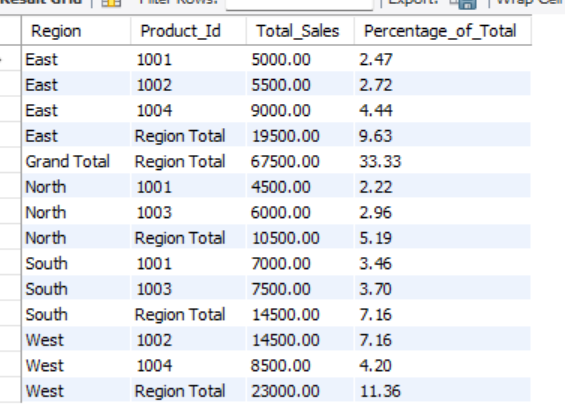 Result Grid | Filter Rows: | Export: | Wrap Cell
Region Product_Id Total_Sales Percentage_of_Total
East 1001 5000.00 2.47
East 1002 5500.00 2.72
East 1004 9000.00 4.44
East Region Total 19500.00 9.63
Grand Total Region Total 67500.00 33.33
North 1001 4500.00 2.22
North 1003 6000.00 2.96
North Region Total 10500.00 5.19
South 1001 7000.00 3.46
South 1003 7500.00 3.70
South Region Total 14500.00 7.16
West 1002 14500.00 7.16
West 1004 8500.00 4.20
West Region Total 23000.00 11.36